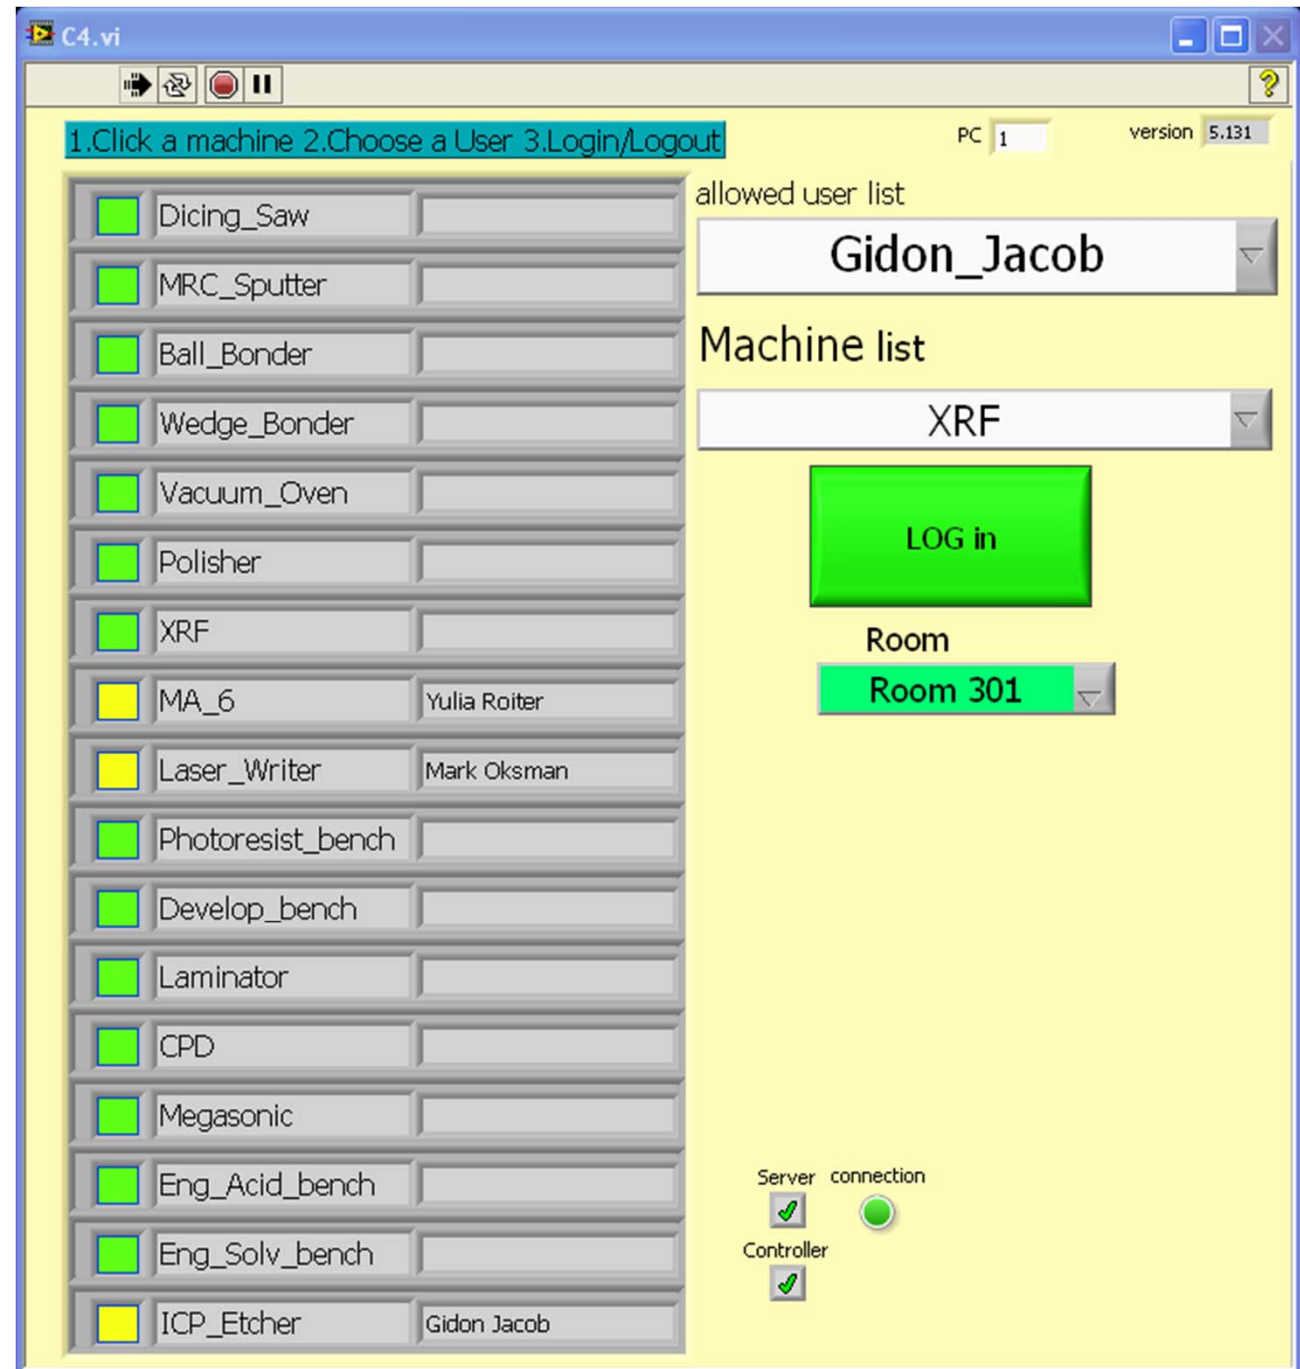 C4.vi
1.Click a machine 2.Choose a User 3.Login/Logout
PC 1
version 5.131
Dicing_Saw
MRC_Sputter
Ball_Bonder
Wedge_Bonder
Vacuum_Oven
Polisher
XRF
MA_6 Yulia Roiter
Laser_Writer Mark Oksman
Photoresist_bench
Develop_bench
Laminator
CPD
Megasonic
Eng_Acid_bench
Eng_Solv_bench
ICP_Etcher Gidon Jacob
allowed user list
Gidon_Jacob
Machine list
XRF
LOG in
Room
Room 301
Server connection
Controller